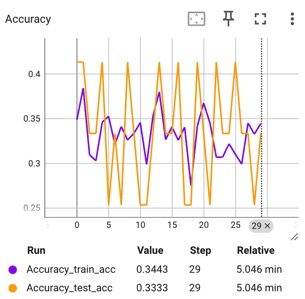 Accuracy
0.4
0.35
0.3
0.25
0 5 10 15 20 25 29
Run Value Step Relative
Accuracy_train_acc 0.3443 29 5.046 min
Accuracy_test_acc 0.3333 29 5.046 min